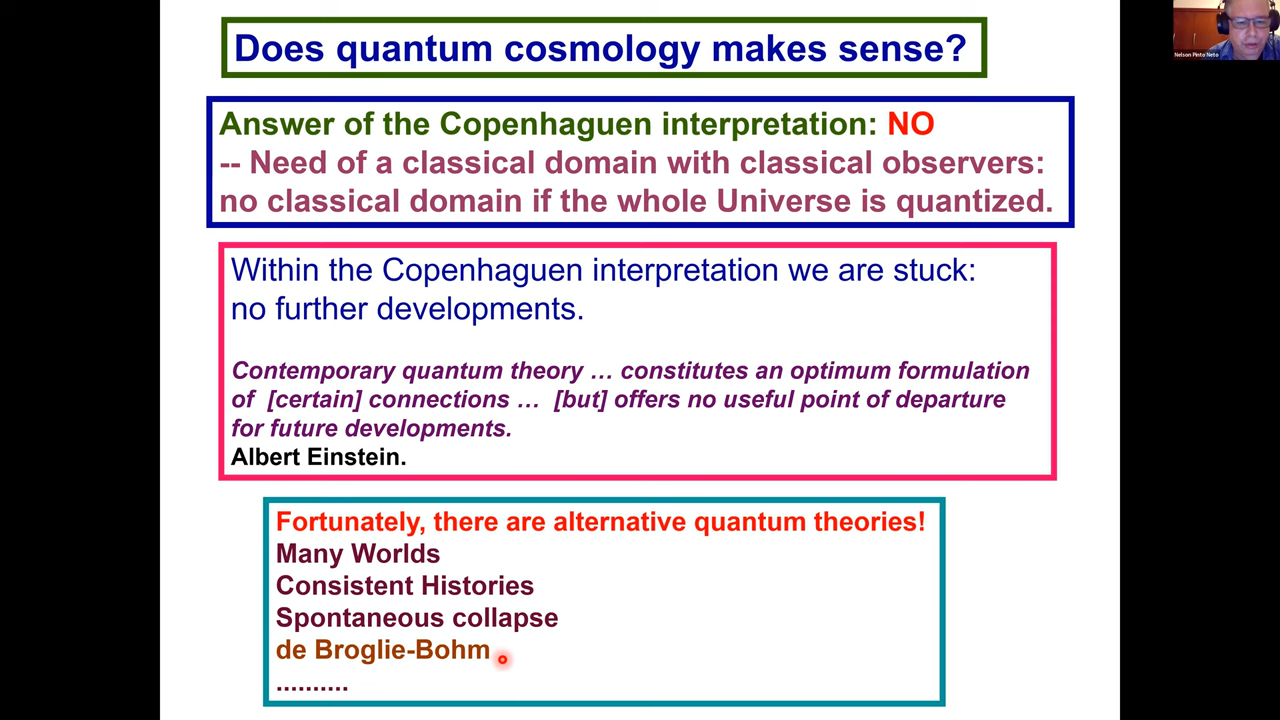 Does quantum cosmology makes sense?
Nelson Pinto Neto
Answer of the Copenhaguen interpretation: NO
-- Need of a classical domain with classical observers:
no classical domain if the whole Universe is quantized.
Within the Copenhaguen interpretation we are stuck:
no further developments.
Contemporary quantum theory … constitutes an optimum formulation
of [certain] connections … [but] offers no useful point of departure
for future developments.
Albert Einstein.
Fortunately, there are alternative quantum theories!
Many Worlds
Consistent Histories
Spontaneous collapse
de Broglie-Bohm
..........